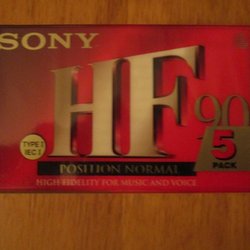 SONY
HF 90
TYPE I
IEC I
5
PACK
POSITION NORMAL
HIGH FIDELITY FOR MUSIC AND VOICE